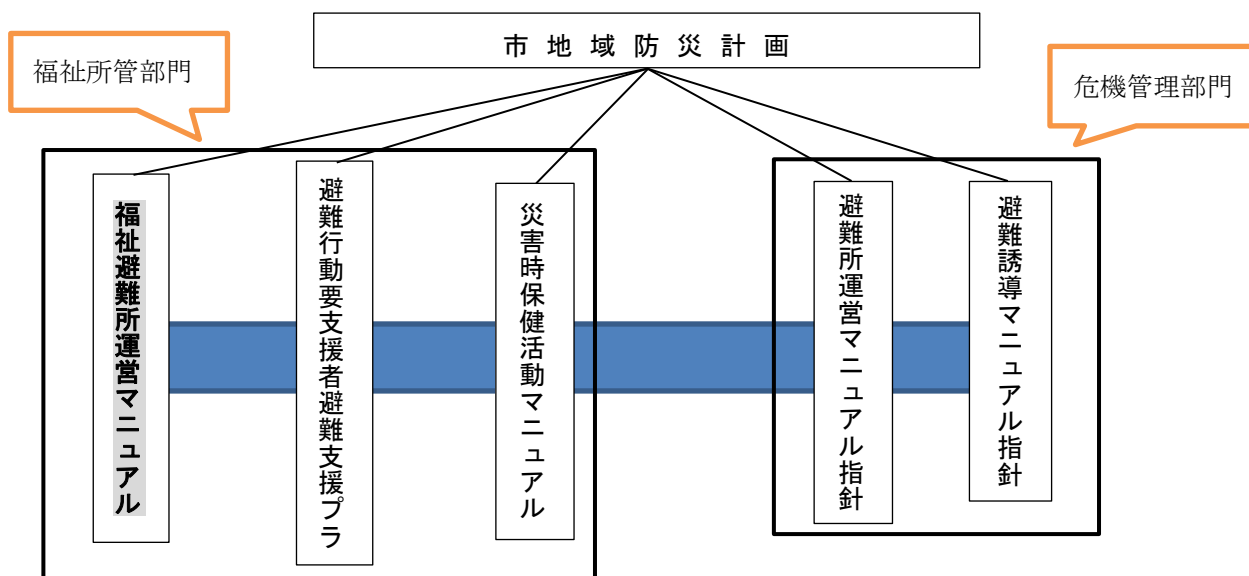 市地域防災計画
福祉所管部門
危機管理部門
福祉避難所運営マニュアル
避難行動要支援者避難支援プラ
災害時保健活動マニュアル
避難所運営マニュアル指針
避難誘導マニュアル指針